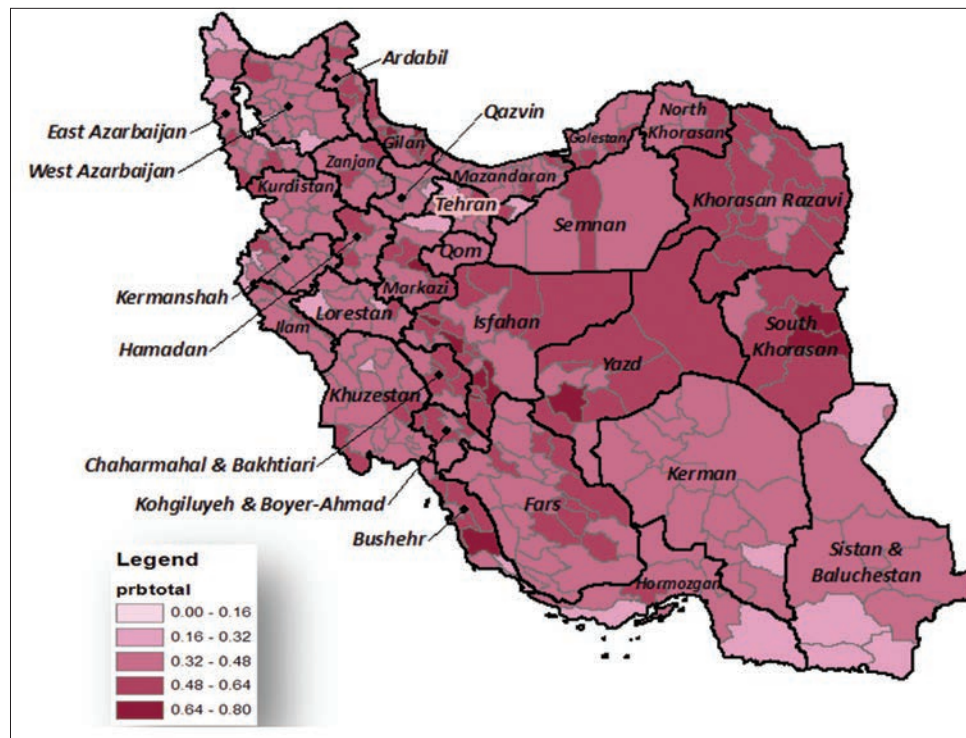 Ardabil
Qazvin
East Azarbaijan
West Azarbaijan
Gilan
Golestan
North
Khorasan
Zanjan
Mazandaran
Kurdistan
Tehran
Khorasan Razavi
Semnan
Qom
Kermanshah
Markazi
Lorestan
Isfahan
South
Khorasan
Hamadan
Ilam
Yazd
Khuzestan
Chaharmahal & Bakhtiari
Kerman
Kohgiluyeh & Boyer-Ahmad
Fars
Bushehr
Sistan &
Baluchestan
Hormozgan
Legend
prbtotal
0.00 - 0.16
0.16 - 0.32
0.32 - 0.48
0.48 - 0.64
0.64 - 0.80